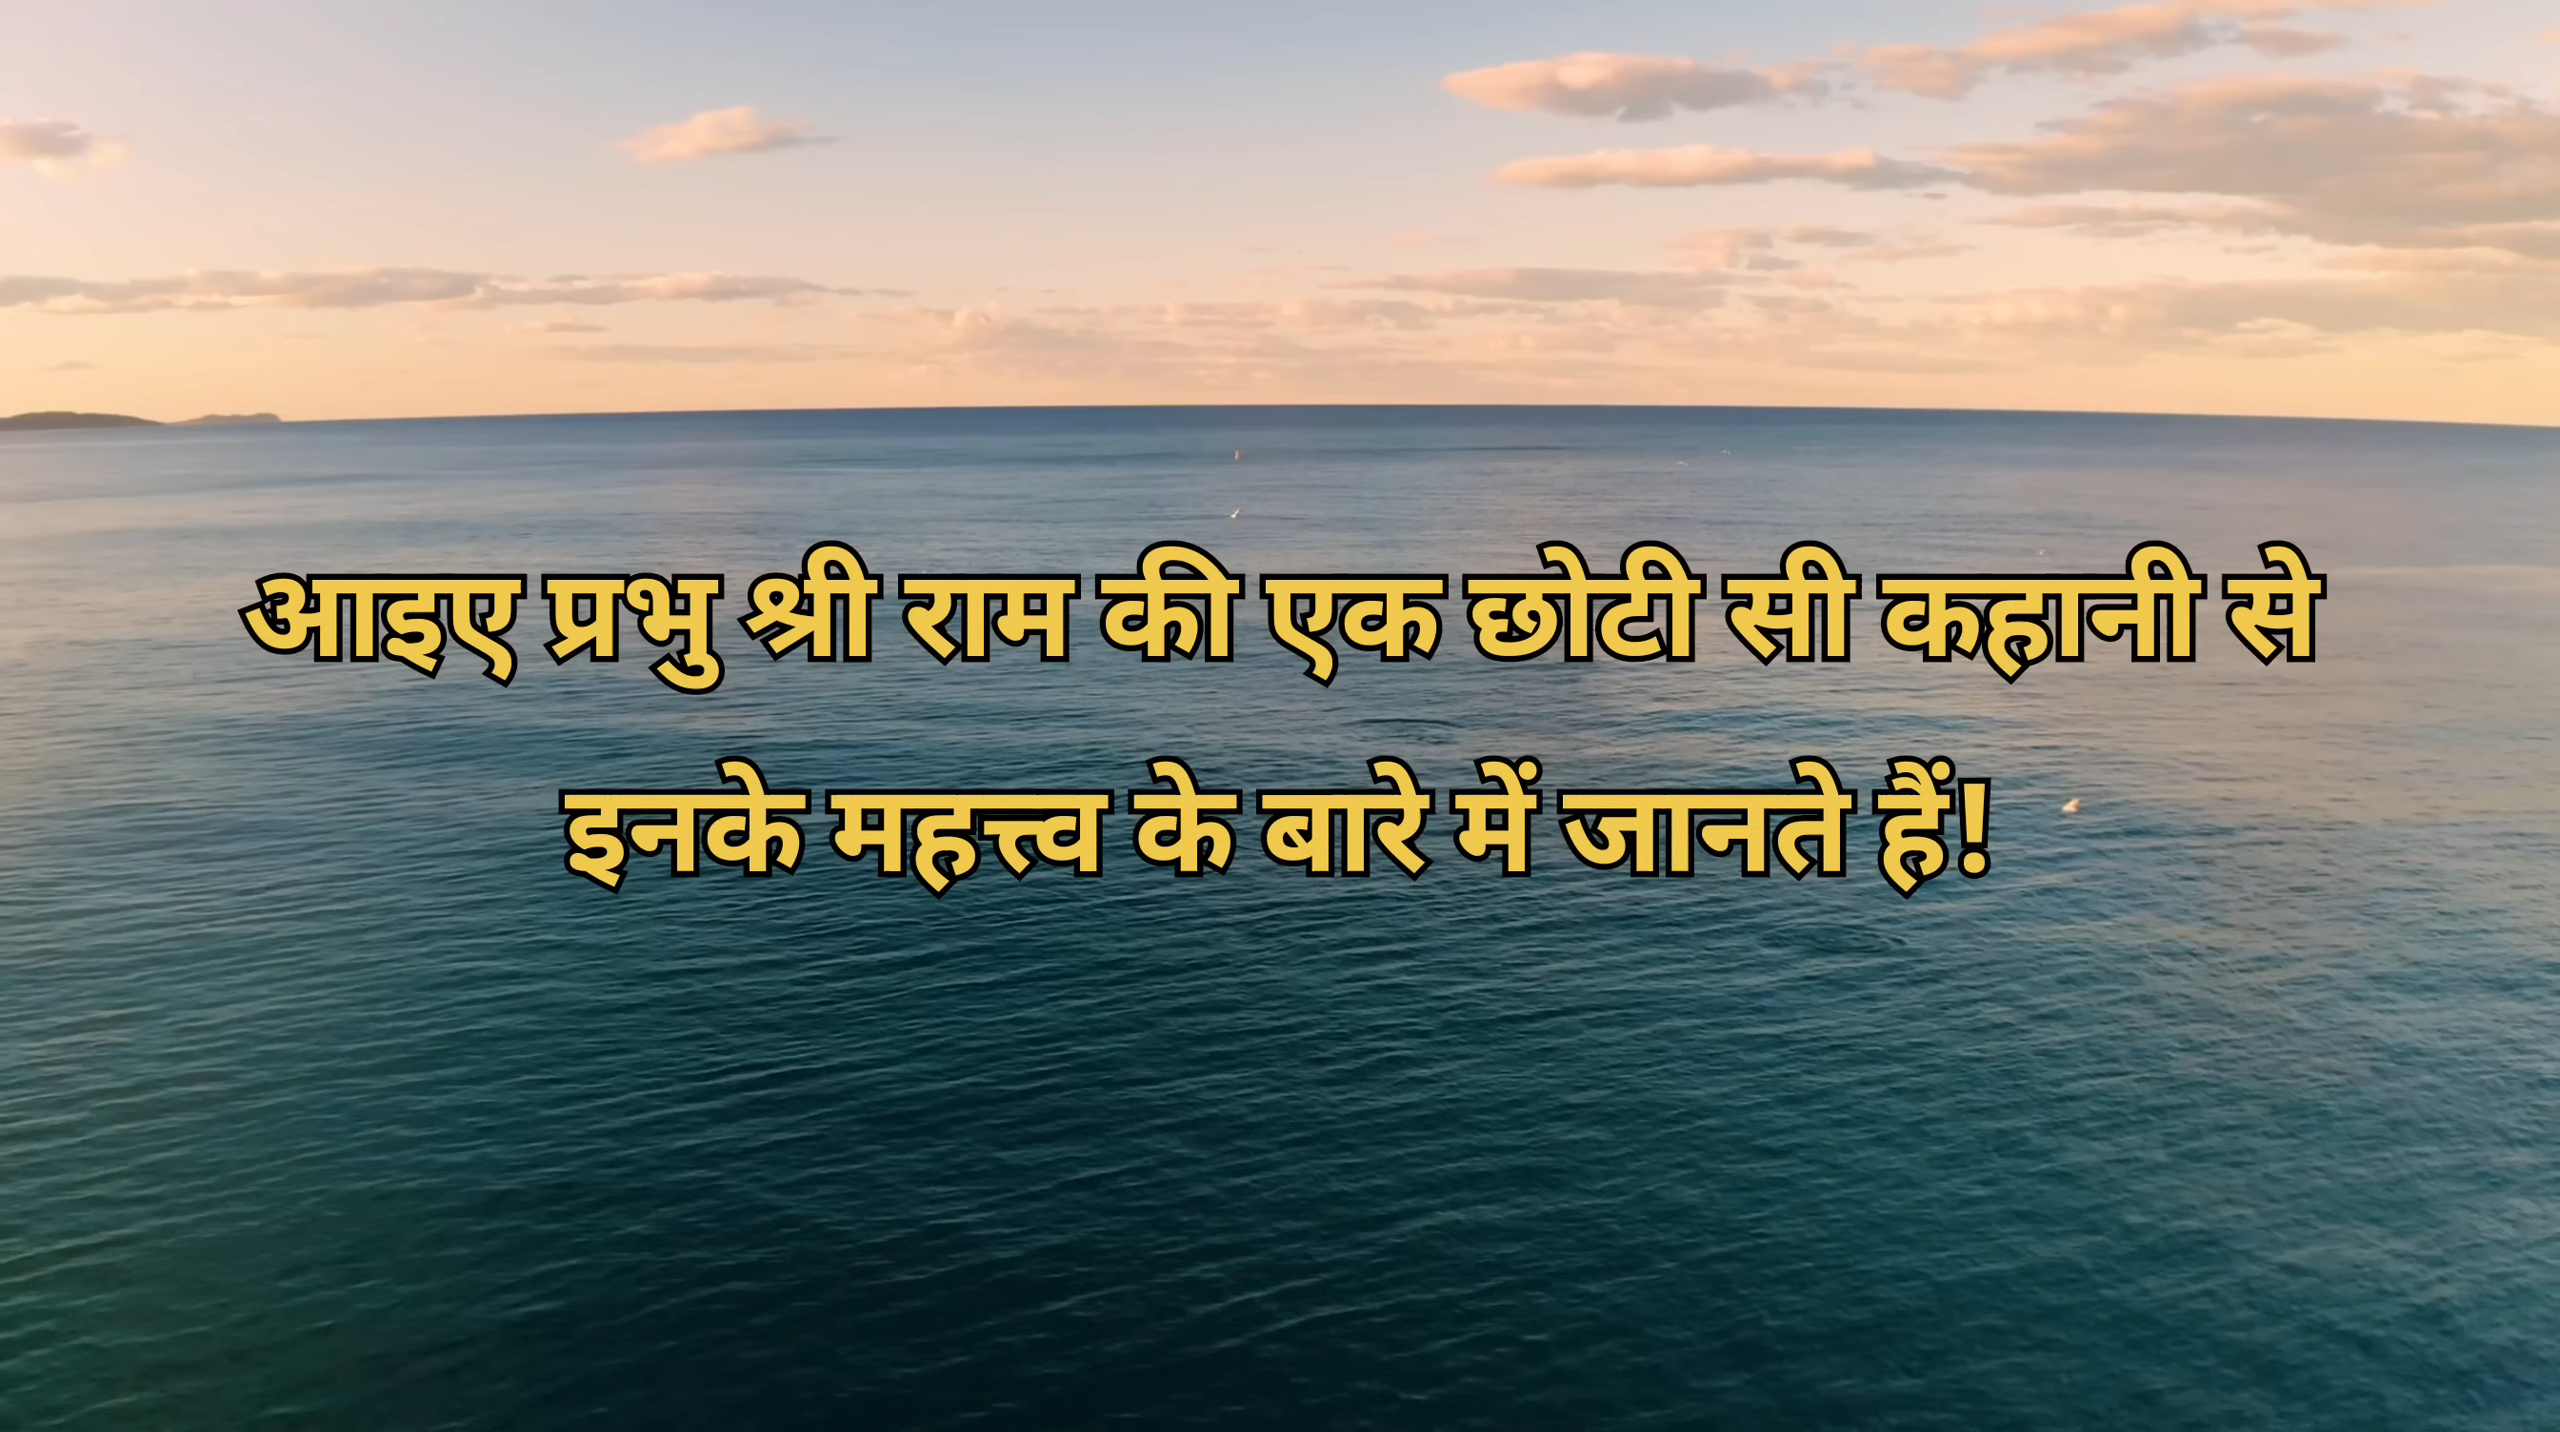 आइए प्रभु श्री राम की एक छोटी सी कहानी से
इनके महत्त्व के बारे में जानते हैं!